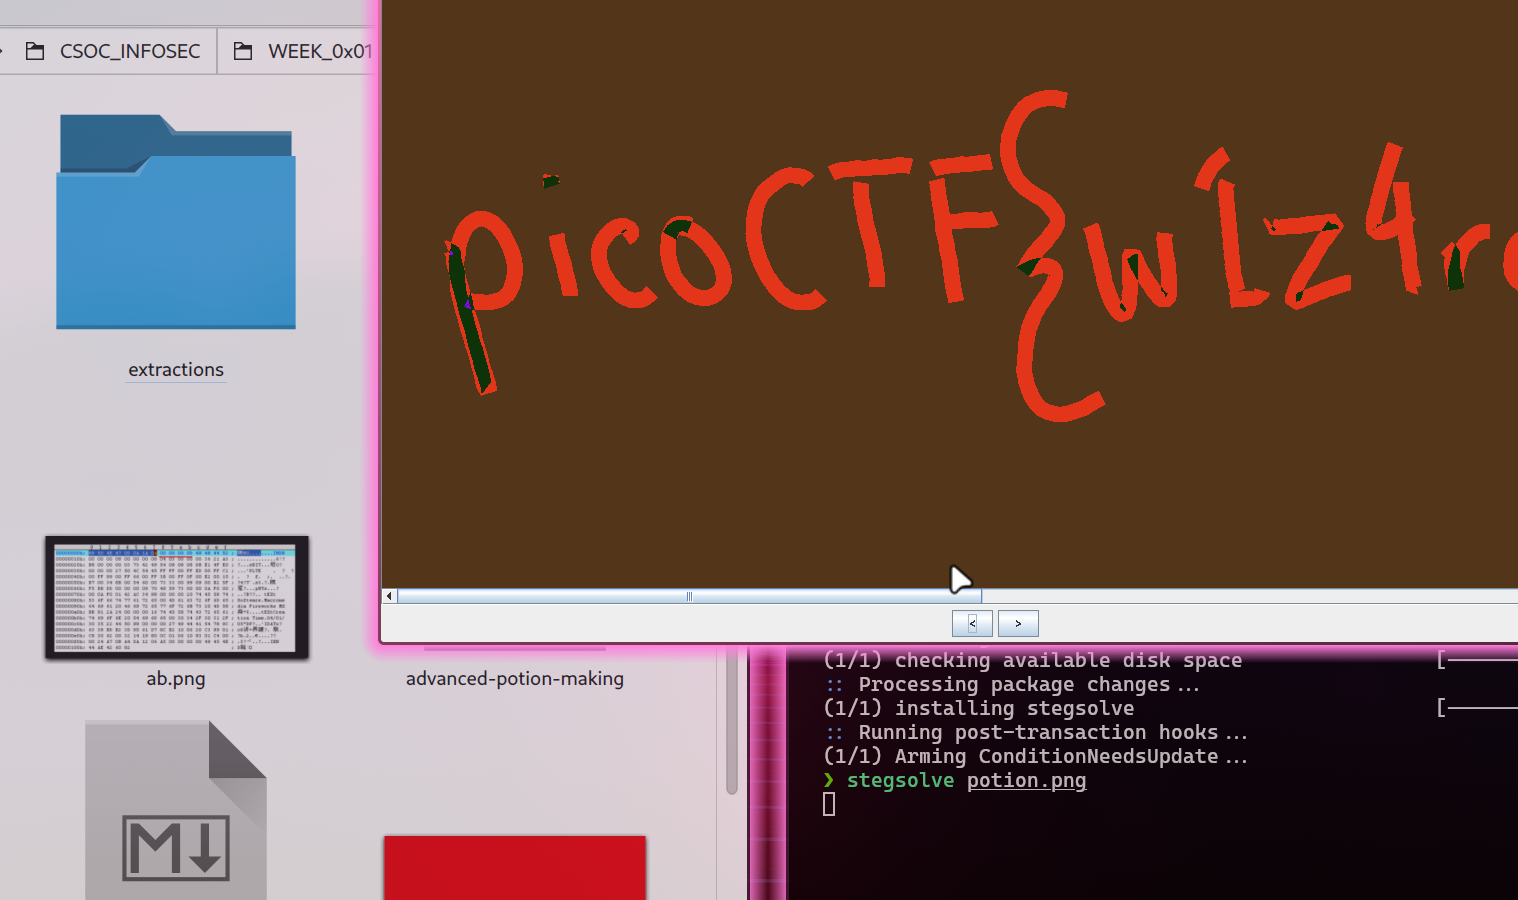 CSOC_INFOSEC
WEEK_0x01
picoCTF{w1z4r
extractions
ab.png
advanced-potion-making
<
>
(1/1) checking available disk space [
:: Processing package changes...
(1/1) installing stegsolve [
:: Running post-transaction hooks...
(1/1) Arming ConditionNeedsUpdate...
❯ stegsolve potion.png
M↓